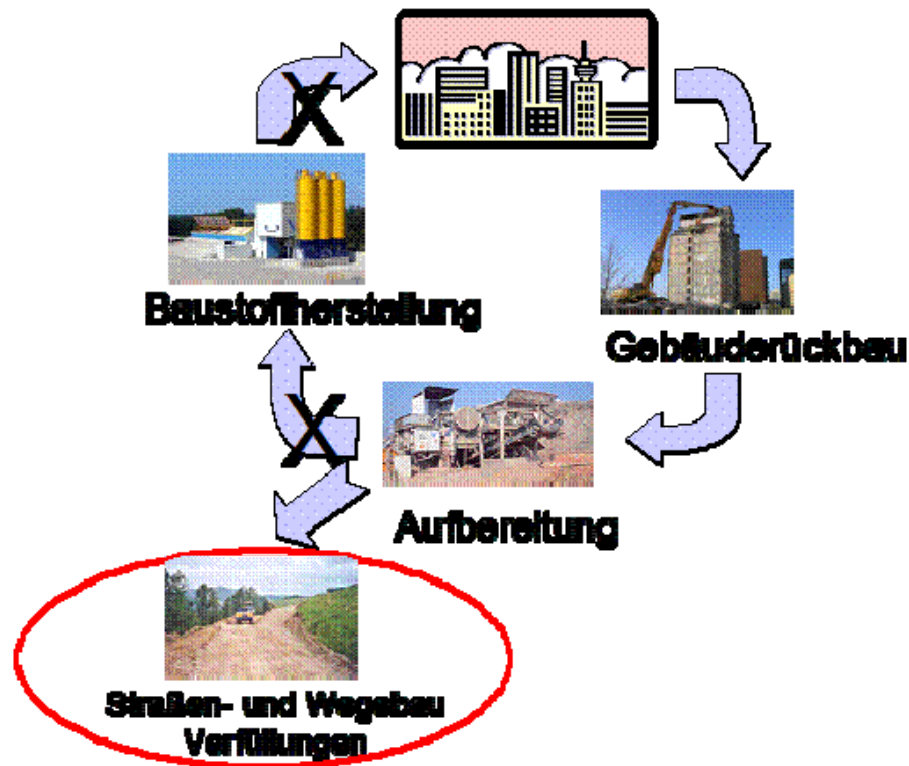 Baustoffherstellung
Gebäuderückbau
Aufbereitung
Straßen- und Wegebau
Verfüllungen